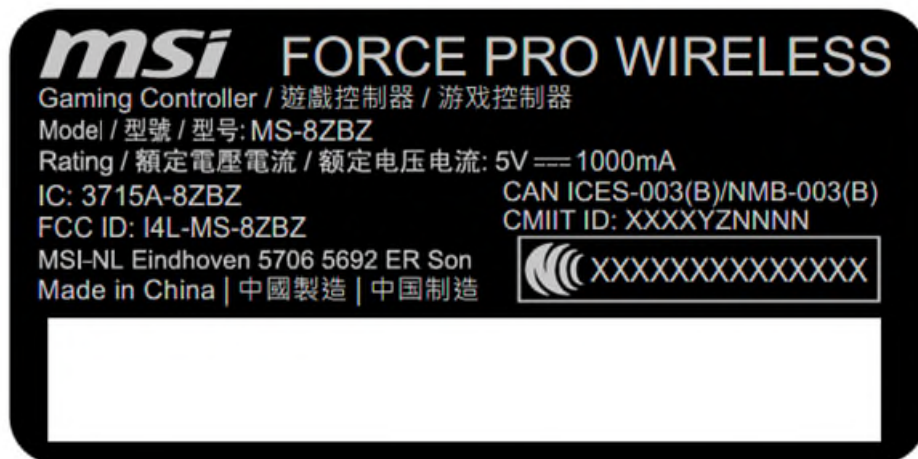 msi FORCE PRO WIRELESS
Gaming Controller / 遊戲控制器 / 游戏控制器
Model / 型號 / 型号: MS-8ZBZ
Rating / 額定電壓電流 / 额定电压电流: 5V ⎓ 1000mA
IC: 3715A-8ZBZ
FCC ID: I4L-MS-8ZBZ
MSI-NL Eindhoven 5706 5692 ER Son
Made in China | 中國製造 | 中国制造
CAN ICES-003(B)/NMB-003(B)
CMIIT ID: XXXXYZNNNN
XXXXXXXXXXXXXX